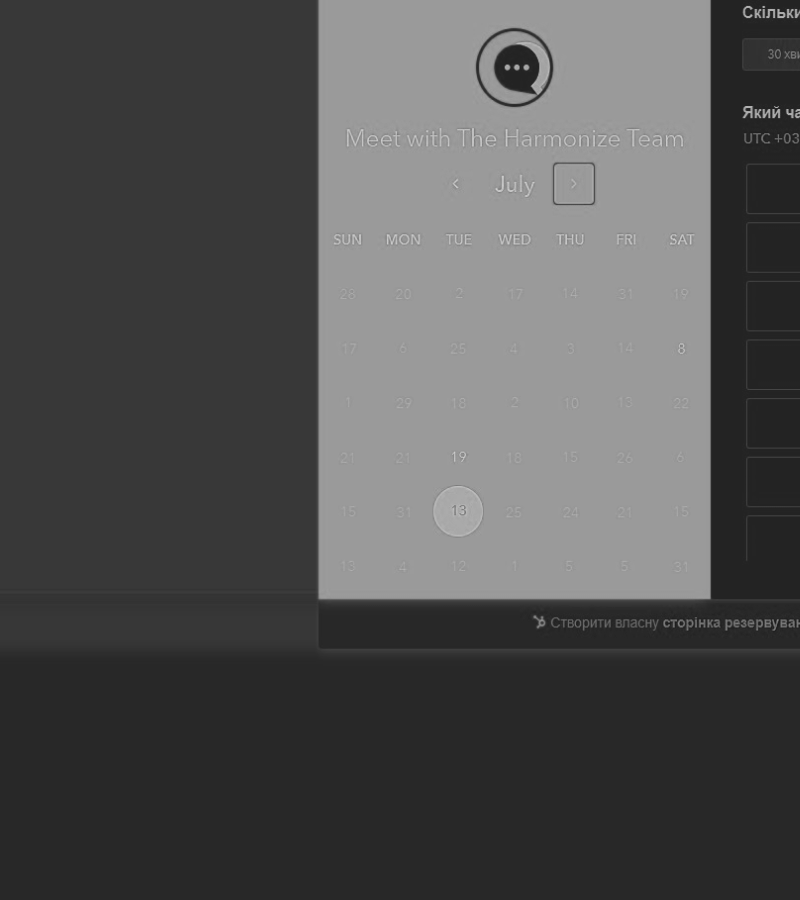 Скільки
30 хви
Meet with The Harmonize Team
Який ча
UTC +03
July
SUN MON TUE WED THU FRI SAT
28 20 2 17 14 31 19
17 6 25 4 3 14 8
1 29 18 2 10 13 22
21 21 19 18 15 26 6
15 31 13 25 24 21 15
13 4 12 1 5 5 31
Створити власну сторінка резервуван